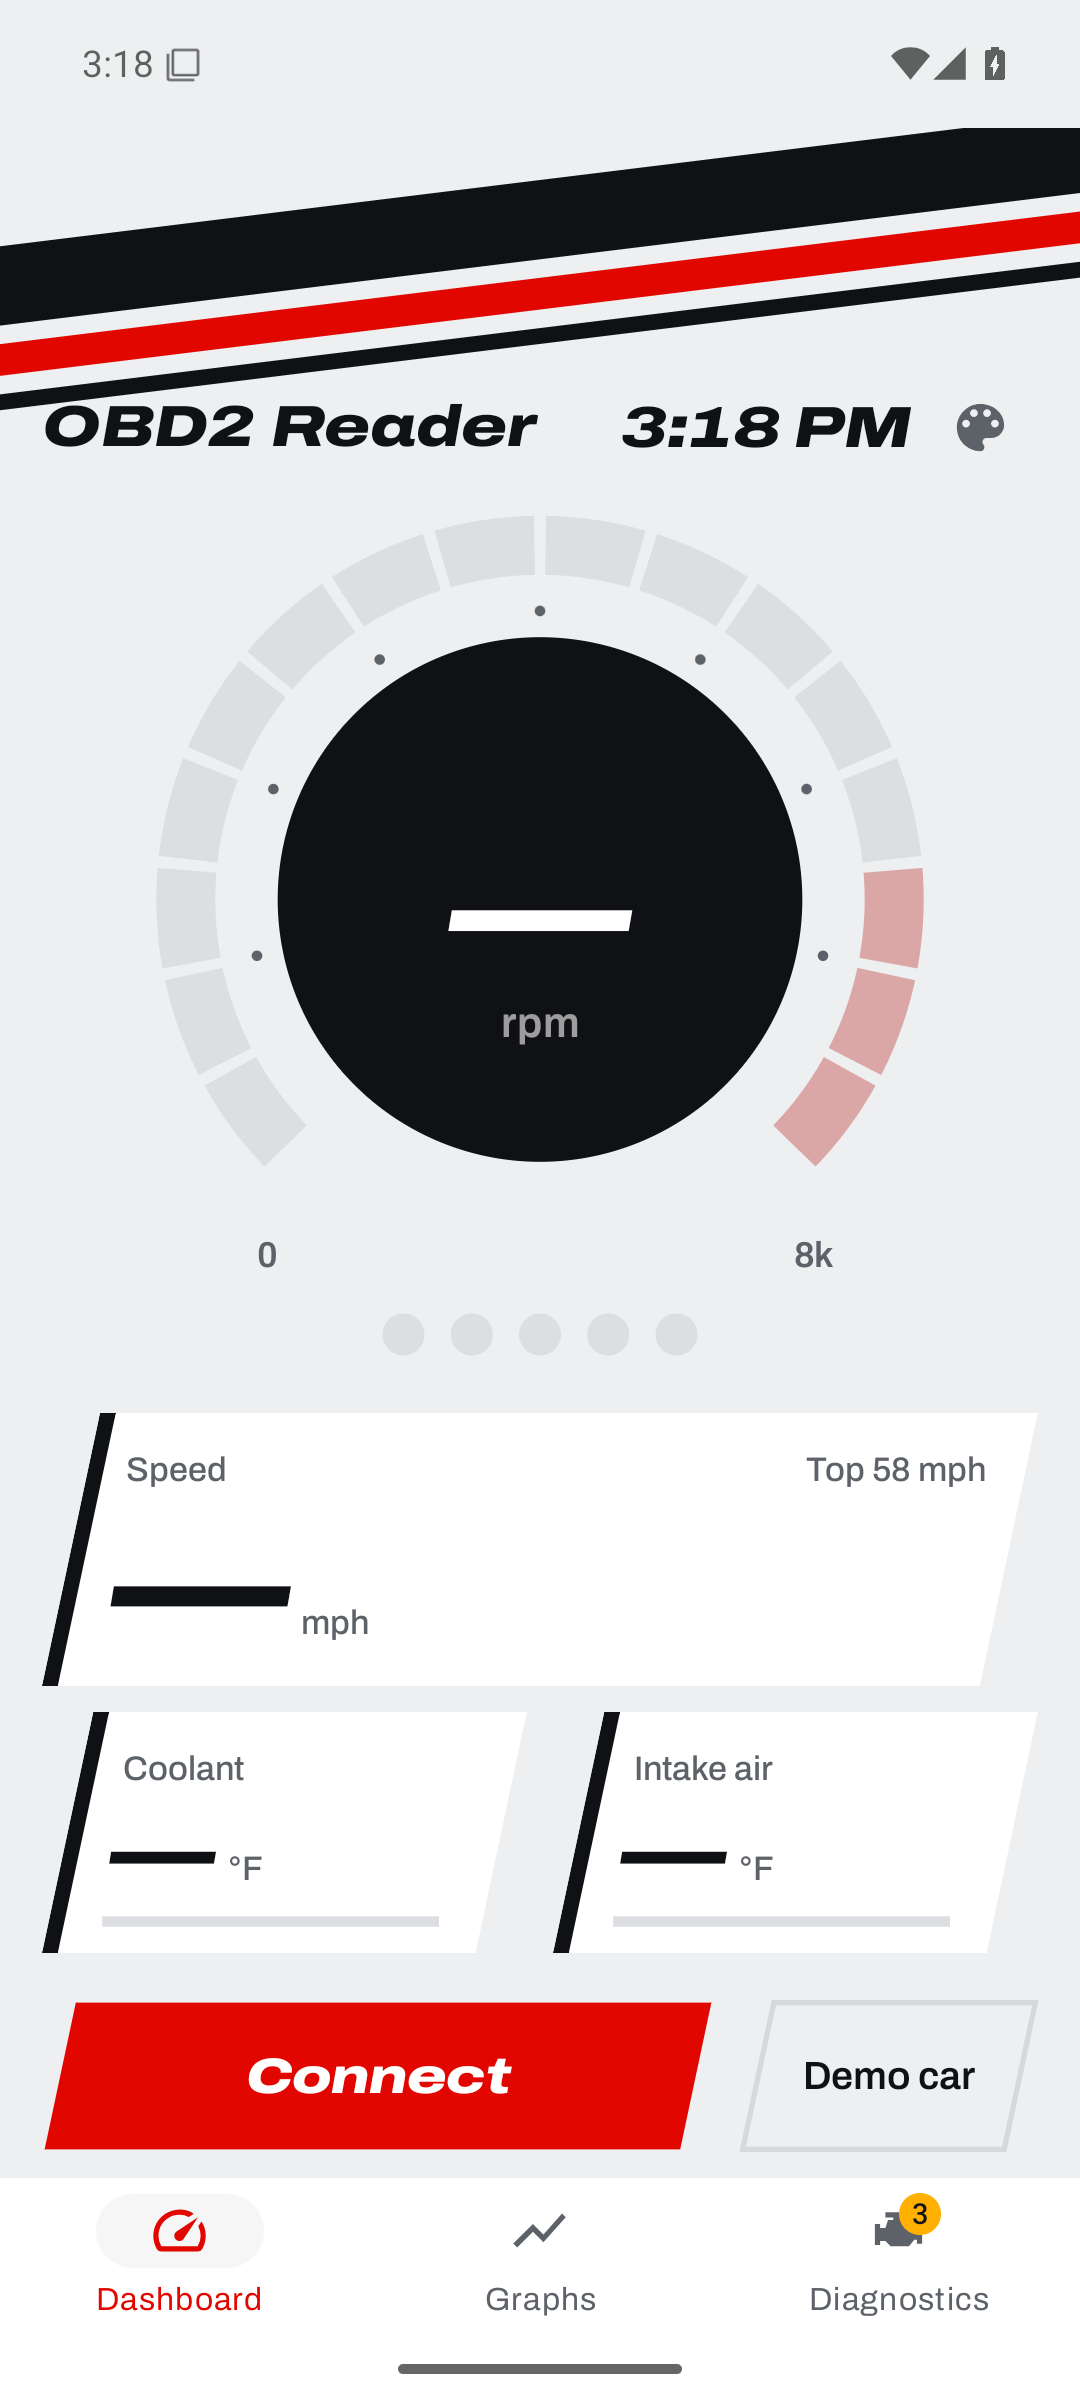 3:18
OBD2 Reader 3:18 PM
rpm
0 8k
Speed Top 58 mph
— mph
Coolant Intake air
— °F — °F
Connect Demo car
3
Dashboard Graphs Diagnostics